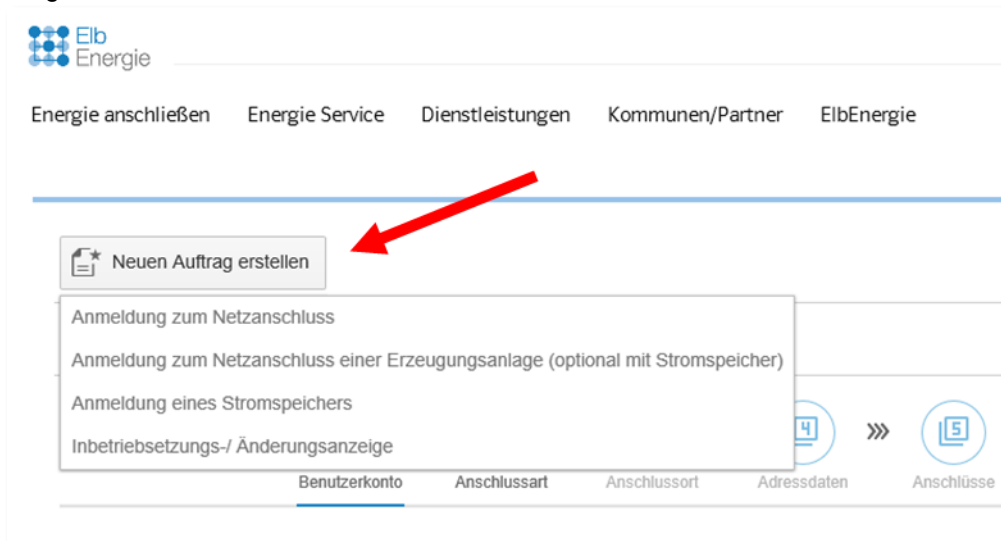 Elb
Energie
Energie anschließen Energie Service Dienstleistungen Kommunen/Partner ElbEnergie
Neuen Auftrag erstellen
Anmeldung zum Netzanschluss
Anmeldung zum Netzanschluss einer Erzeugungsanlage (optional mit Stromspeicher)
Anmeldung eines Stromspeichers
Inbetriebsetzungs-/ Änderungsanzeige
4 5
Benutzerkonto Anschlussart Anschlussort Adressdaten Anschlüsse